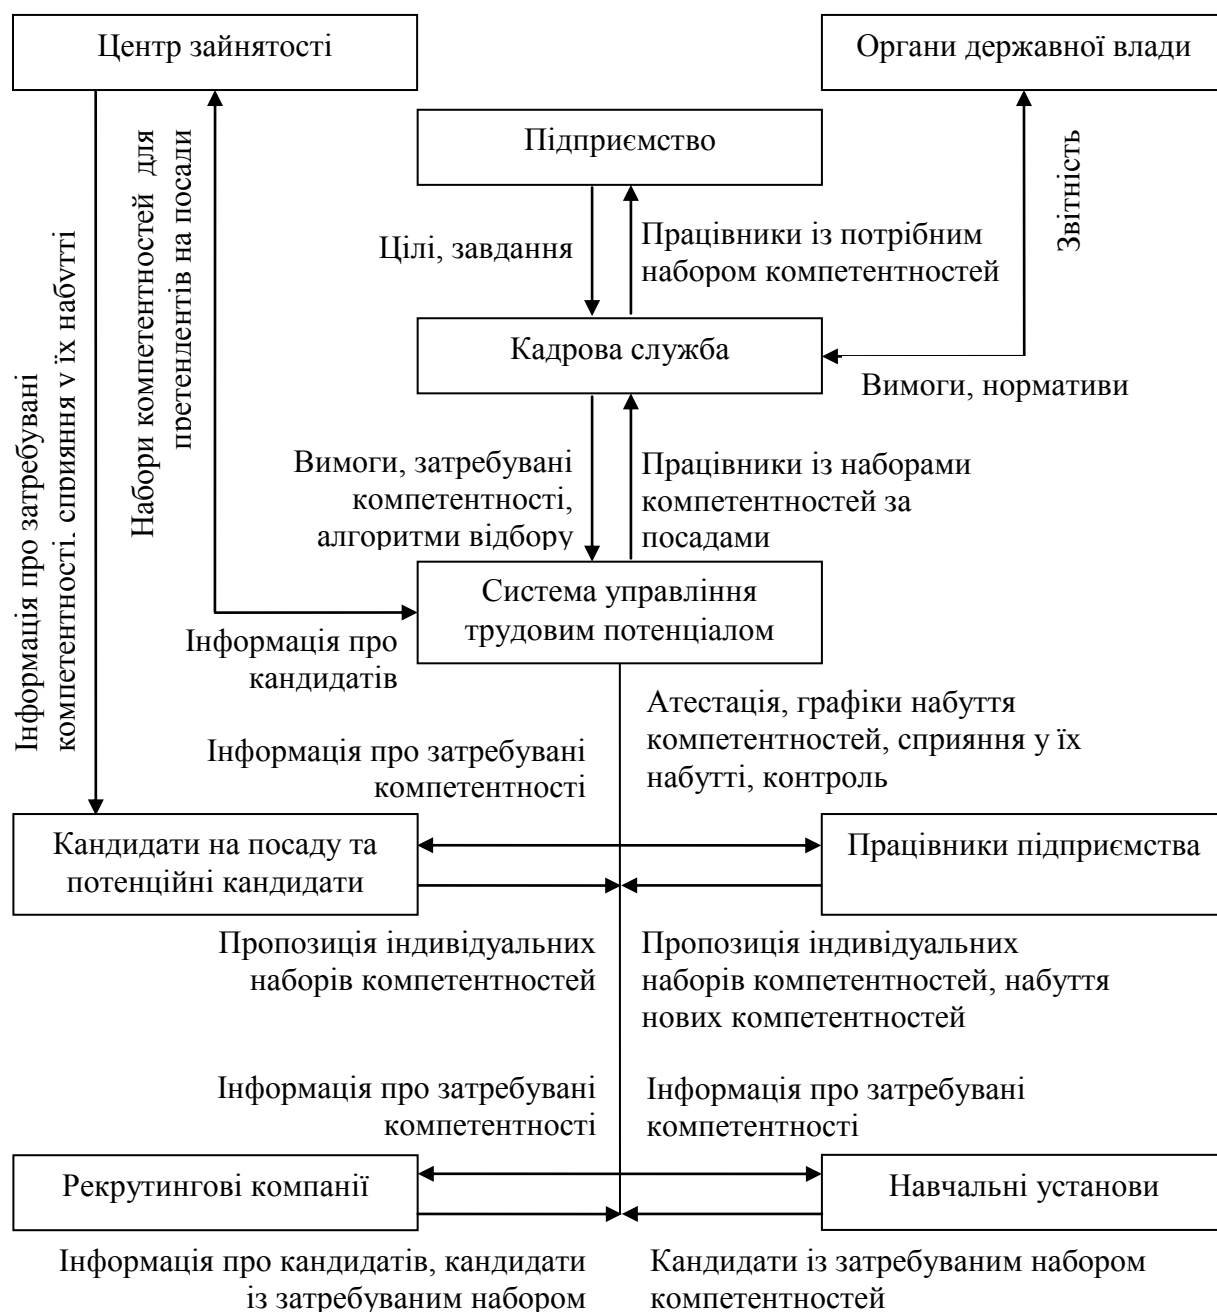 Центр зайнятості
Органи державної влади
Підприємство
Інформація про затребувані
компетентності. сприяння у їх набутті
Набори компетентностей для
претендентів на посади
Звітність
Цілі, завдання
Працівники із потрібним
набором компетентностей
Кадрова служба
Вимоги, нормативи
Вимоги, затребувані
компетентності,
алгоритми відбору
Працівники із наборами
компетентностей за
посадами
Система управління
трудовим потенціалом
Інформація про
кандидатів
Атестація, графіки набуття
компетентностей, сприяння у їх
набутті, контроль
Інформація про затребувані
компетентності
Кандидати на посаду та
потенційні кандидати
Працівники підприємства
Пропозиція індивідуальних
наборів компетентностей
Пропозиція індивідуальних
наборів компетентностей, набуття
нових компетентностей
Інформація про затребувані
компетентності
Інформація про затребувані
компетентності
Рекрутингові компанії
Навчальні установи
Інформація про кандидатів, кандидати
із затребуваним набором
Кандидати із затребуваним набором
компетентностей